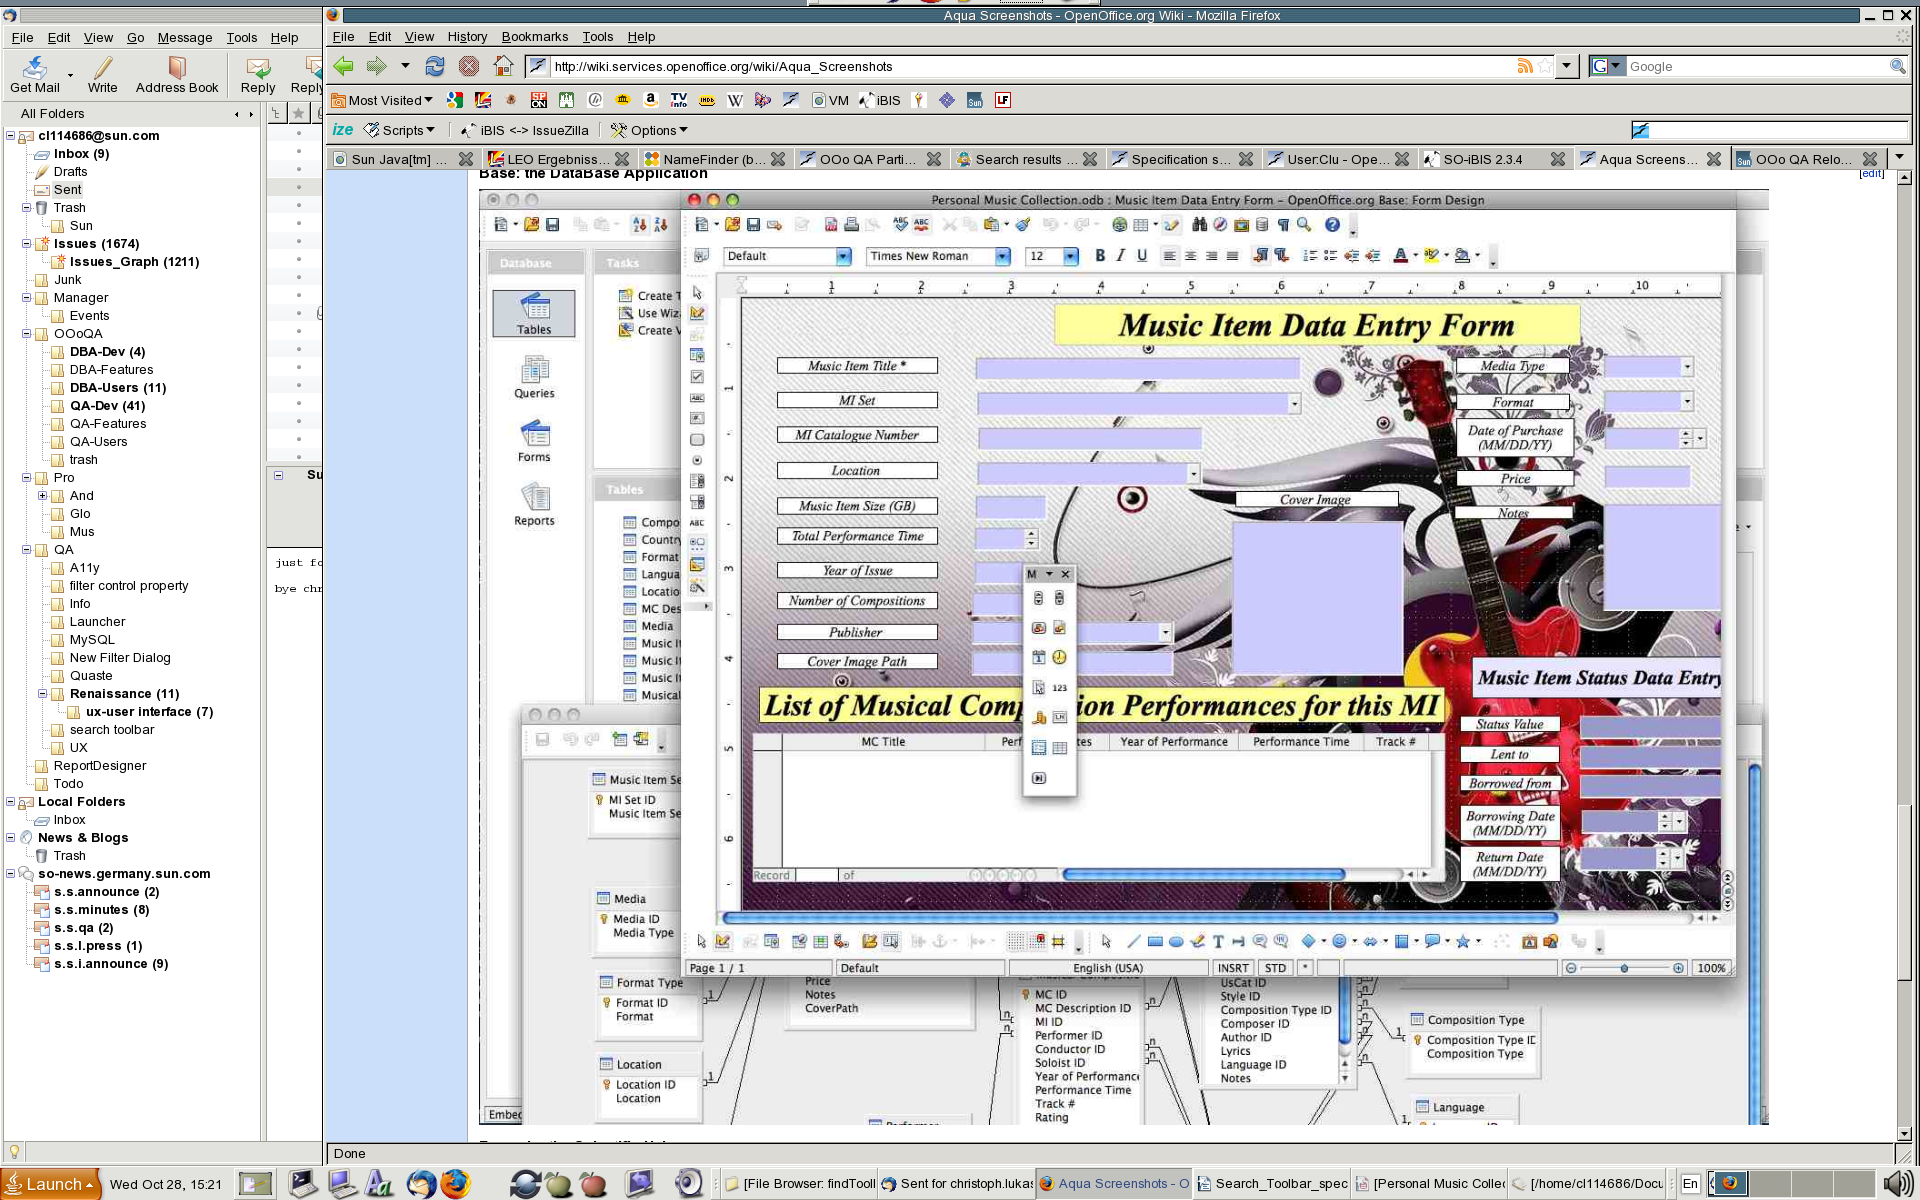 Aqua Screenshots - OpenOffice.org Wiki - Mozilla Firefox
File Edit View Go Message Tools Help
File Edit View History Bookmarks Tools Help
Get Mail Write Address Book Reply
http://wiki.services.openoffice.org/wiki/Aqua_Screenshots
Google
Most Visited VM iBIS
ize Scripts iBIS <-> IssueZilla Options
Sun Java[tm] ...
LEO Ergebniss...
NameFinder (b...
OOo QA Parti...
Search results ...
Specification s...
User:Clu - Ope...
SO-iBIS 2.3.4
Aqua Screens...
OOo QA Relo...
All Folders
cl114686@sun.com
Inbox (9)
Drafts
Sent
Trash
Sun
Issues (1674)
Issues_Graph (1211)
Junk
Manager
Events
OOoQA
DBA-Dev (4)
DBA-Features
DBA-Users (11)
QA-Dev (41)
QA-Features
QA-Users
trash
Pro
And
Glo
Mus
QA
A11y
filter control property
Info
Launcher
MySQL
New Filter Dialog
Quaste
Renaissance (11)
ux-user interface (7)
search toolbar
UX
ReportDesigner
Todo
Local Folders
Inbox
News & Blogs
Trash
so-news.germany.sun.com
s.s.announce (2)
s.s.minutes (8)
s.s.qa (2)
s.s.l.press (1)
s.s.i.announce (9)
Su
just fo
bye chr
Base: the DataBase Application
[edit]
Personal Music Collection.odb : Music Item Data Entry Form – OpenOffice.org Base: Form Design
Default Times New Roman 12 B I U
1 2 3 4 5 6 7 8 9 10
Database
Tables
Queries
Forms
Reports
Tasks
Create T
Use Wiza
Create V
Tables
Compo
Country
Format
Langua
Locatio
MC Des
Media
Music It
Music It
Music It
Musical
Music Item Data Entry Form
Music Item Title *
MI Set
MI Catalogue Number
Location
Music Item Size (GB)
Total Performance Time
Year of Issue
Number of Compositions
Publisher
Cover Image Path
Cover Image
Media Type
Format
Date of Purchase
(MM/DD/YY)
Price
Notes
M
123
List of Musical Comp ion Performances for this MI
MC Title Perf tes Year of Performance Performance Time Track #
Record of
Music Item Status Data Entry
Status Value
Lent to
Borrowed from
Borrowing Date
(MM/DD/YY)
Return Date
(MM/DD/YY)
Page 1 / 1 Default English (USA) INSRT STD * 100%
Music Item Se
MI Set ID
Music Item Se
Media
Media ID
Media Type
Format Type
Format ID
Format
Location
Location ID
Location
Embed
Price
Notes
CoverPath
MC ID
MC Description ID
MI ID
Performer ID
Conductor ID
Soloist ID
Year of Performance
Performance Time
Track #
Rating
UsCat ID
Style ID
Composition Type ID
Composer ID
Author ID
Lyrics
Language ID
Notes
Composition Type
Composition Type ID
Composition Type
Language
Done
Launch Wed Oct 28, 15:21
[File Browser: findTooll
Sent for christoph.lukas
Aqua Screenshots - O
Search_Toolbar_spec
[Personal Music Collec
[/home/cl114686/Docu
En